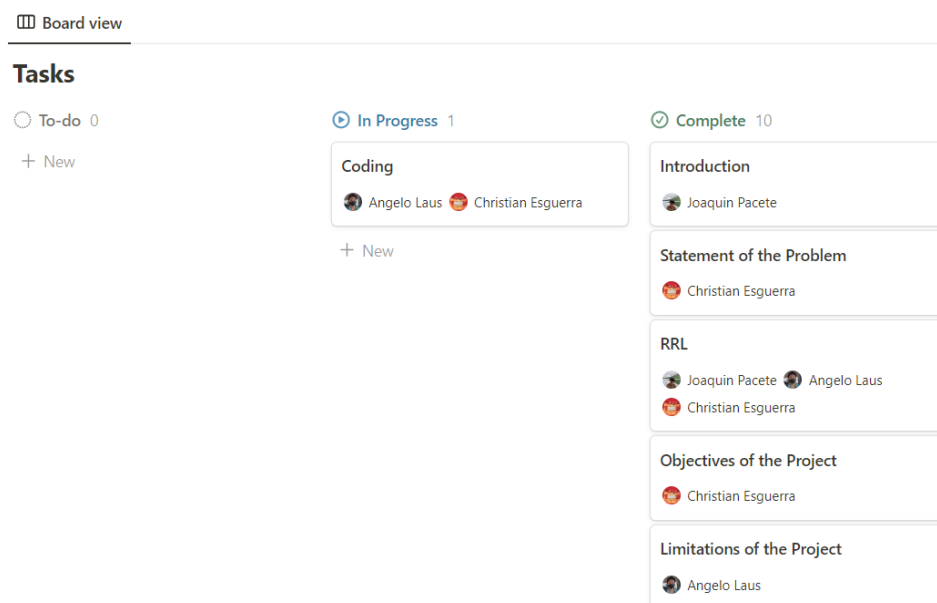 Board view
Tasks
To-do 0
+ New
In Progress 1
Coding
Angelo Laus Christian Esguerra
+ New
Complete 10
Introduction
Joaquin Pacete
Statement of the Problem
Christian Esguerra
RRL
Joaquin Pacete Angelo Laus
Christian Esguerra
Objectives of the Project
Christian Esguerra
Limitations of the Project
Angelo Laus